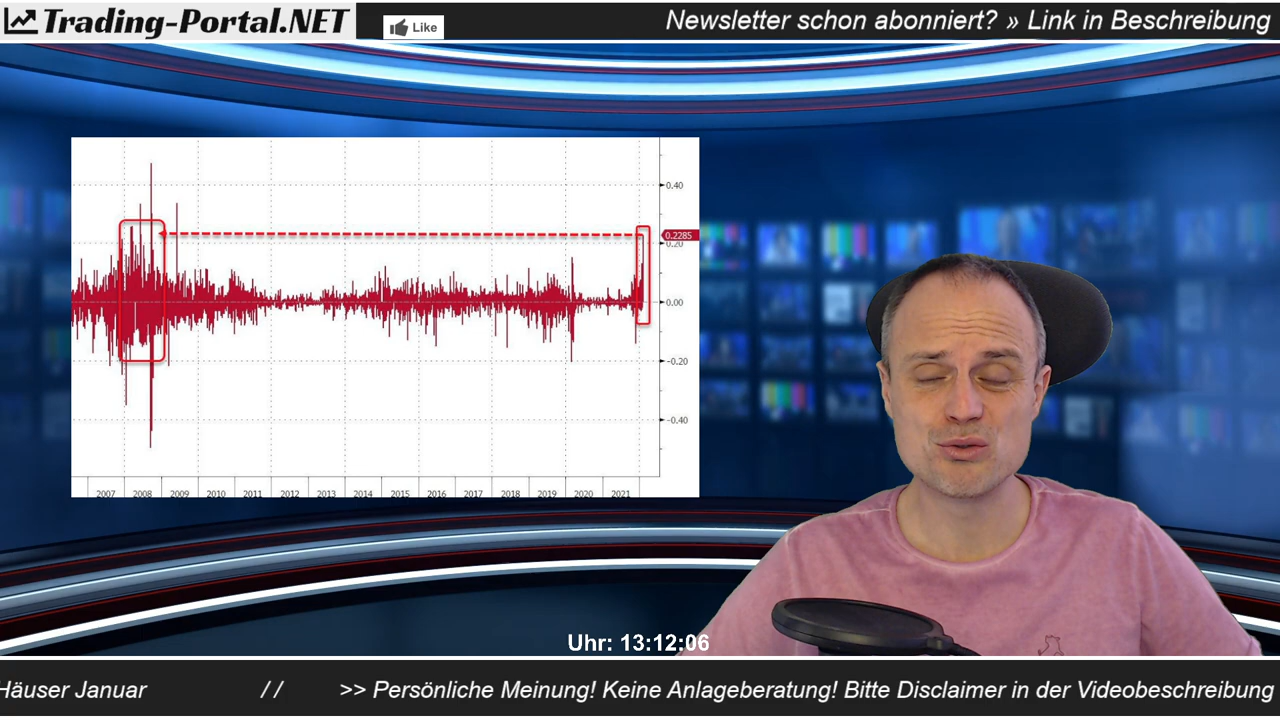 Trading-Portal.NET
Like
Newsletter schon abonniert? » Link in Beschreibung
0.40
0.2285
0.20
0.00
-0.20
-0.40
2007 2008 2009 2010 2011 2012 2013 2014 2015 2016 2017 2018 2019 2020 2021
Uhr: 13:12:06
Häuser Januar // >> Persönliche Meinung! Keine Anlageberatung! Bitte Disclaimer in der Videobeschreibung